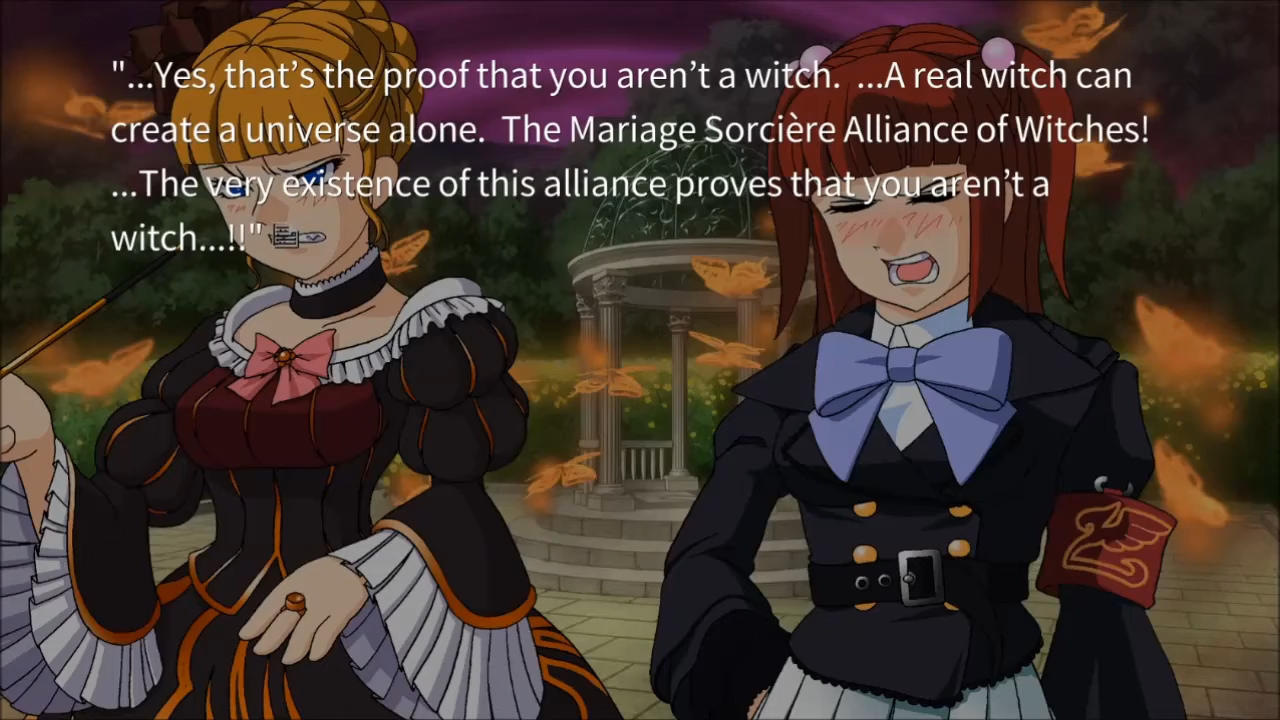 "...Yes, that’s the proof that you aren’t a witch.  ...A real witch can
create a universe alone.  The Mariage Sorcière Alliance of Witches!
...The very existence of this alliance proves that you aren’t a
witch...!!"